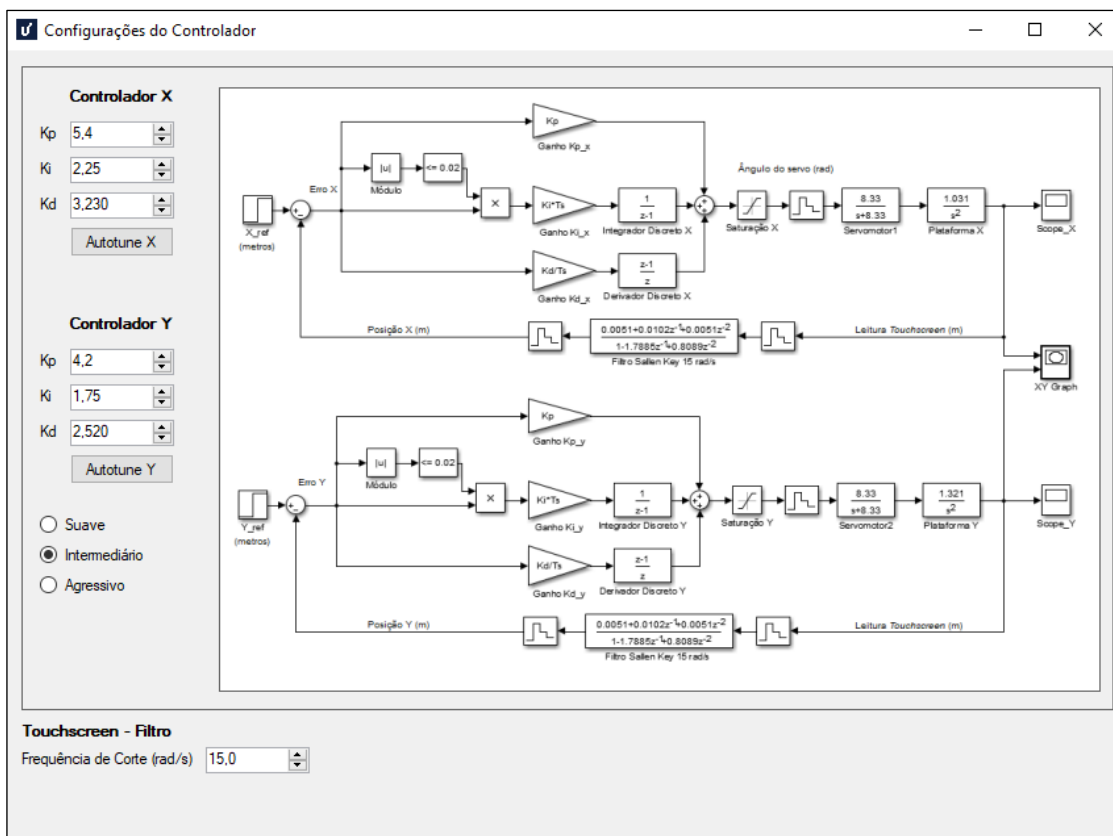 Configurações do Controlador
Controlador X
Kp 5,4
Ki 2,25
Kd 3,230
Autotune X
Controlador Y
Kp 4,2
Ki 1,75
Kd 2,520
Autotune Y
Suave
Intermediário
Agressivo
Kp
Ganho Kp_x
|u|
Módulo
<= 0.02
Ângulo do servo (rad)
Erro X
X_ref
(metros)
×
Ki*Ts
Ganho Ki_x
1
z-1
Integrador Discreto X
Saturação X
8.33
s+8.33
Servomotor1
1.031
s2
Plataforma X
Scope_X
Kd/Ts
Ganho Kd_x
z-1
z
Derivador Discreto X
Posição X (m)
0.0051+0.0102z-1+0.0051z-2
1-1.7885z-1+0.8089z-2
Filtro Sallen Key 15 rad/s
Leitura Touchscreen (m)
XY Graph
Kp
Ganho Kp_y
|u|
Módulo
<= 0.02
Erro Y
Y_ref
(metros)
×
Ki*Ts
Ganho Ki_y
1
z-1
Integrador Discreto Y
Saturação Y
8.33
s+8.33
Servomotor2
1.321
s2
Plataforma Y
Scope_Y
Kd/Ts
Ganho Kd_y
z-1
z
Derivador Discreto Y
Posição Y (m)
0.0051+0.0102z-1+0.0051z-2
1-1.7885z-1+0.8089z-2
Filtro Sallen Key 15 rad/s
Leitura Touchscreen (m)
Touchscreen - Filtro
Frequência de Corte (rad/s) 15,0